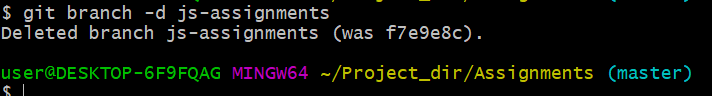 $ git branch -d js-assignments
Deleted branch js-assignments (was f7e9e8c).
user@DESKTOP-6F9FQAG MINGW64 ~/Project_dir/Assignments (master)
$